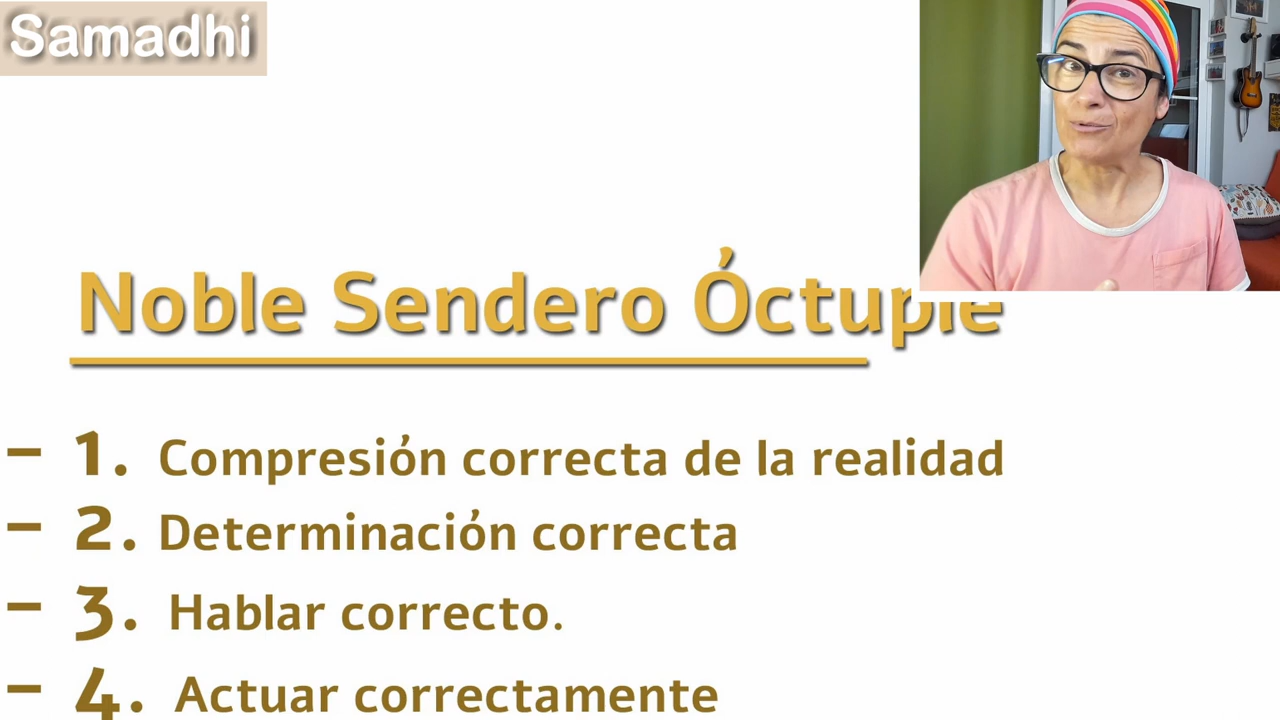 Samadhi
Noble Sendero Óctuple
– 1. Compresión correcta de la realidad
– 2. Determinación correcta
– 3. Hablar correcto.
– 4. Actuar correctamente